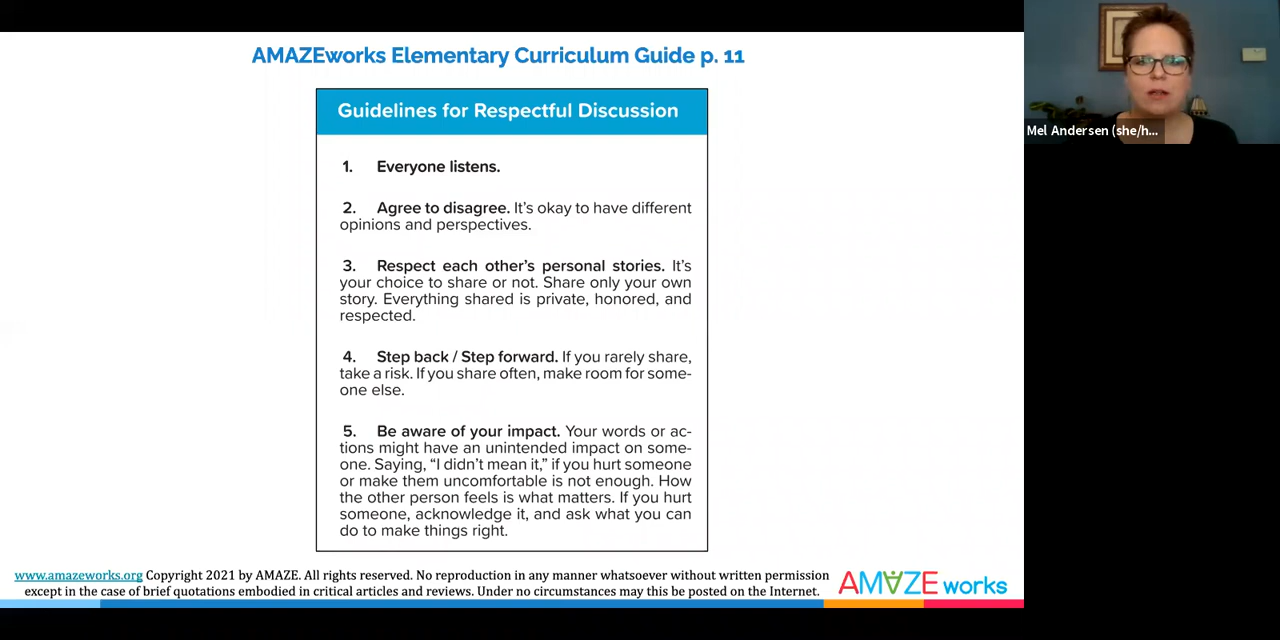 AMAZEworks Elementary Curriculum Guide p. 11
Guidelines for Respectful Discussion
1. Everyone listens.
2. Agree to disagree. It's okay to have different
opinions and perspectives.
3. Respect each other's personal stories. It's
your choice to share or not. Share only your own
story. Everything shared is private, honored, and
respected.
4. Step back / Step forward. If you rarely share,
take a risk. If you share often, make room for some-
one else.
5. Be aware of your impact. Your words or ac-
tions might have an unintended impact on some-
one. Saying, “I didn't mean it,” if you hurt someone
or make them uncomfortable is not enough. How
the other person feels is what matters. If you hurt
someone, acknowledge it, and ask what you can
do to make things right.
www.amazeworks.org Copyright 2021 by AMAZE. All rights reserved. No reproduction in any manner whatsoever without written permission
except in the case of brief quotations embodied in critical articles and reviews. Under no circumstances may this be posted on the Internet.
AMAZE works
Mel Andersen (she/h...